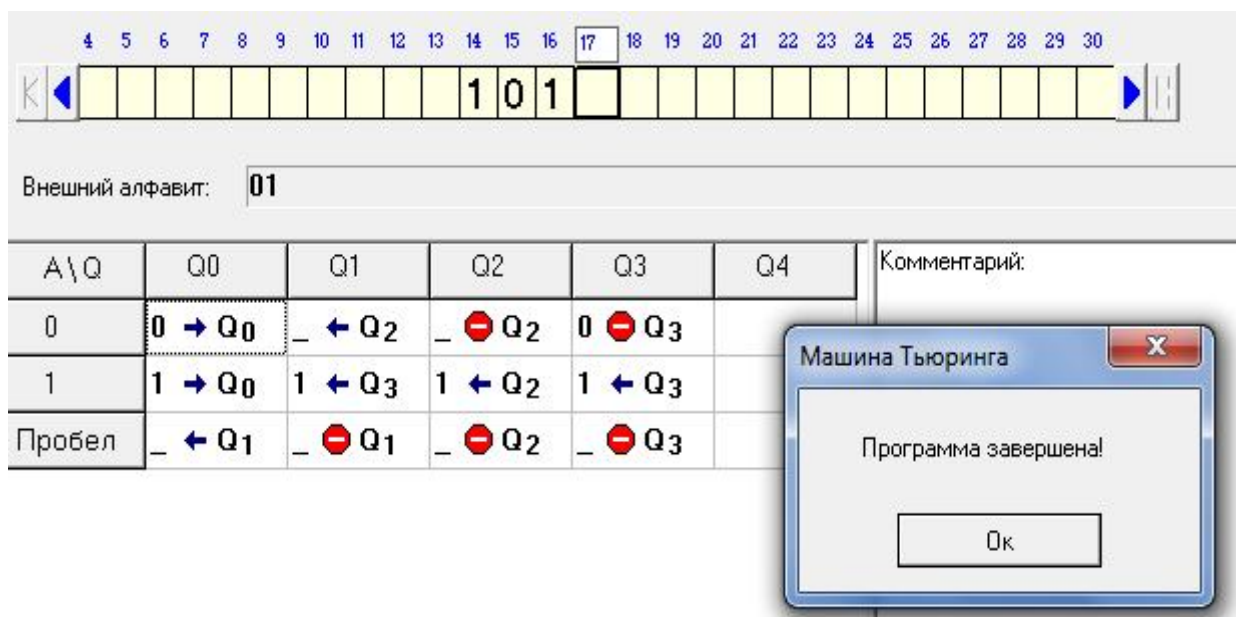 4 5 6 7 8 9 10 11 12 13 14 15 16 17 18 19 20 21 22 23 24 25 26 27 28 29 30
1 0 1
Внешний алфавит: 01
A\Q Q0 Q1 Q2 Q3 Q4
0 0 → Q0 _ ← Q2 _ ⛔ Q2 0 ⛔ Q3
1 1 → Q0 1 ← Q3 1 ← Q2 1 ← Q3
Пробел _ ← Q1 _ ⛔ Q1 _ ⛔ Q2 _ ⛔ Q3
Комментарий:
Машина Тьюринга
Программа завершена!
Ок